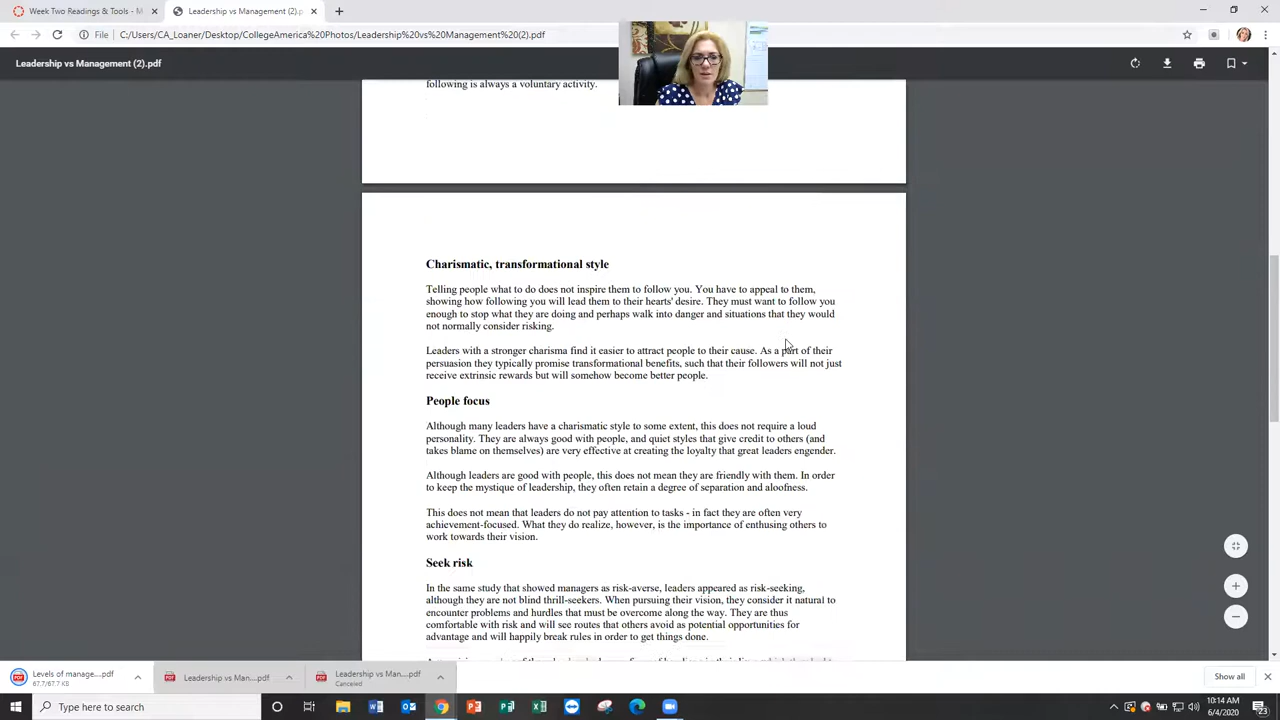 Week Two Readings & Tools - M
Leadership vs Management (2).p
File
C:/Users/CA_Loaner/Desktop/CollegeAmerica%20Photos/Leadership%20vs%20Management%20(2).pdf
Leadership vs Management (2).pdf
following is always a voluntary activity.
Charismatic, transformational style
Telling people what to do does not inspire them to follow you. You have to appeal to them,
showing how following you will lead them to their hearts' desire. They must want to follow you
enough to stop what they are doing and perhaps walk into danger and situations that they would
not normally consider risking.
Leaders with a stronger charisma find it easier to attract people to their cause. As a part of their
persuasion they typically promise transformational benefits, such that their followers will not just
receive extrinsic rewards but will somehow become better people.
People focus
Although many leaders have a charismatic style to some extent, this does not require a loud
personality. They are always good with people, and quiet styles that give credit to others (and
takes blame on themselves) are very effective at creating the loyalty that great leaders engender.
Although leaders are good with people, this does not mean they are friendly with them. In order
to keep the mystique of leadership, they often retain a degree of separation and aloofness.
This does not mean that leaders do not pay attention to tasks - in fact they are often very
achievement-focused. What they do realize, however, is the importance of enthusing others to
work towards their vision.
Seek risk
In the same study that showed managers as risk-averse, leaders appeared as risk-seeking,
although they are not blind thrill-seekers. When pursuing their vision, they consider it natural to
encounter problems and hurdles that must be overcome along the way. They are thus
comfortable with risk and will see routes that others avoid as potential opportunities for
advantage and will happily break rules in order to get things done.
Levels of manage....pdf
67.7/67.7 KB
Leadership vs Man....pdf
Leadership vs Man....pdf
Canceled
Show all
Type here to search
10:14 AM
6/4/2020